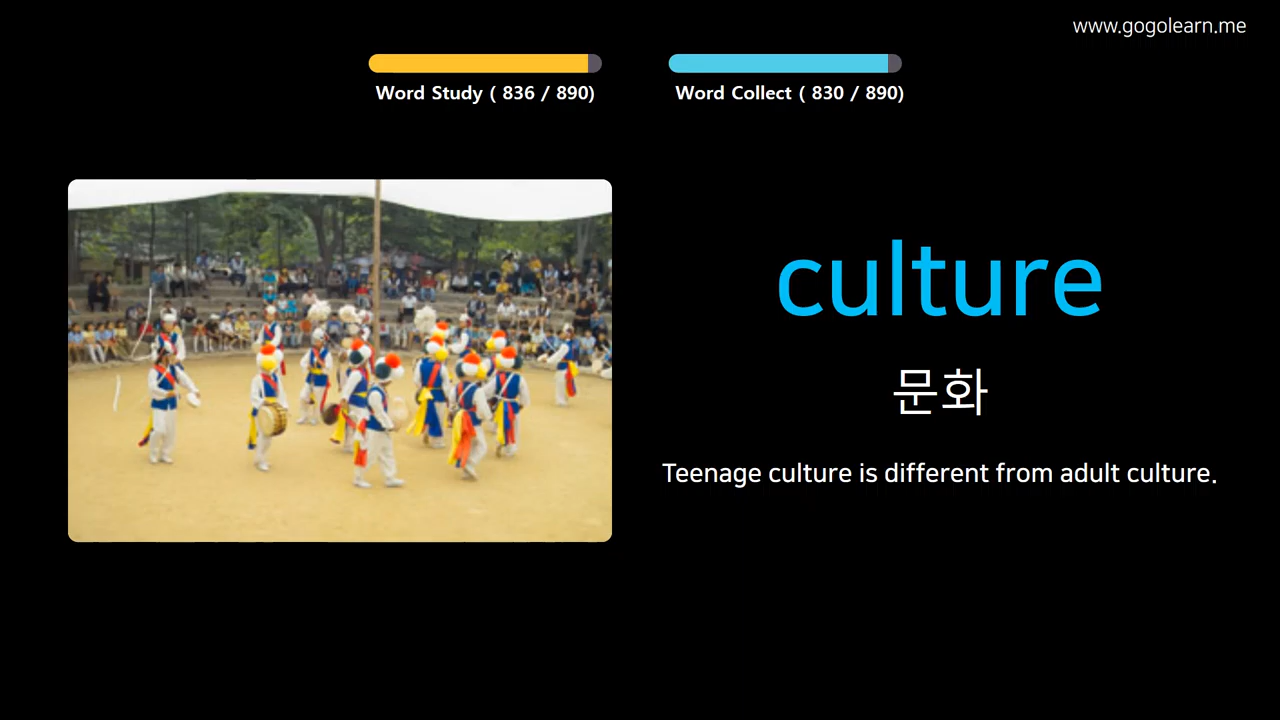 www.gogolearn.me
Word Study ( 836 / 890)
Word Collect ( 830 / 890)
culture
문화
Teenage culture is different from adult culture.